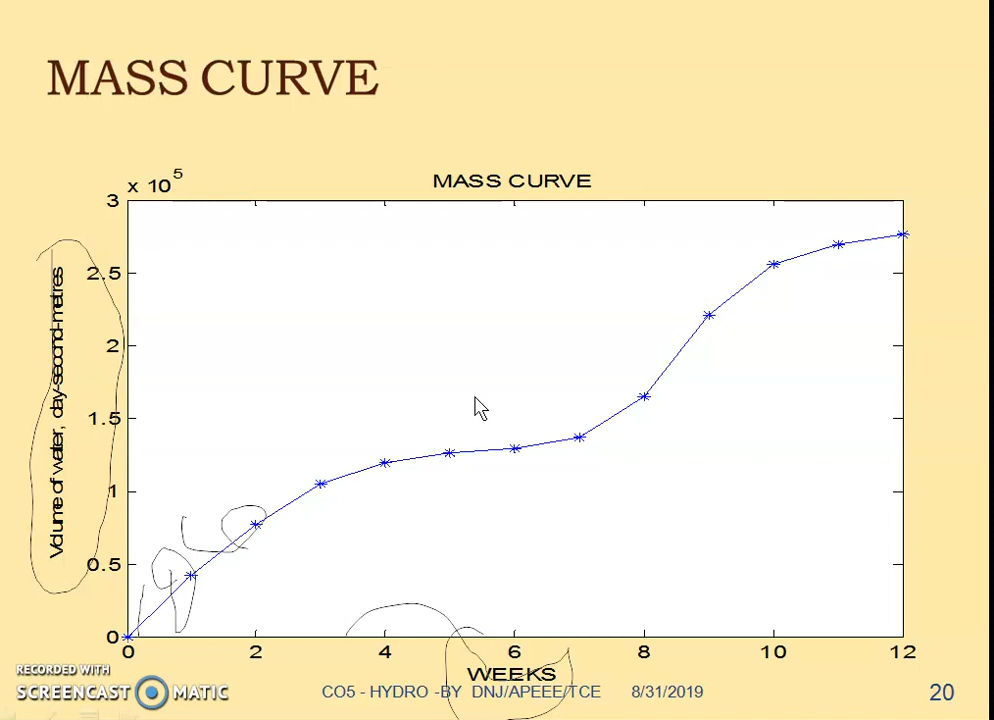 MASS CURVE
MASS CURVE
x 10^5
3
2.5
2
1.5
1
0.5
0
Volume of water, day-second-metres
0 2 4 6 8 10 12
WEEKS
RECORDED WITH
SCREENCAST MATIC
CO5 - HYDRO -BY DNJ/APEEE/TCE 8/31/2019
20